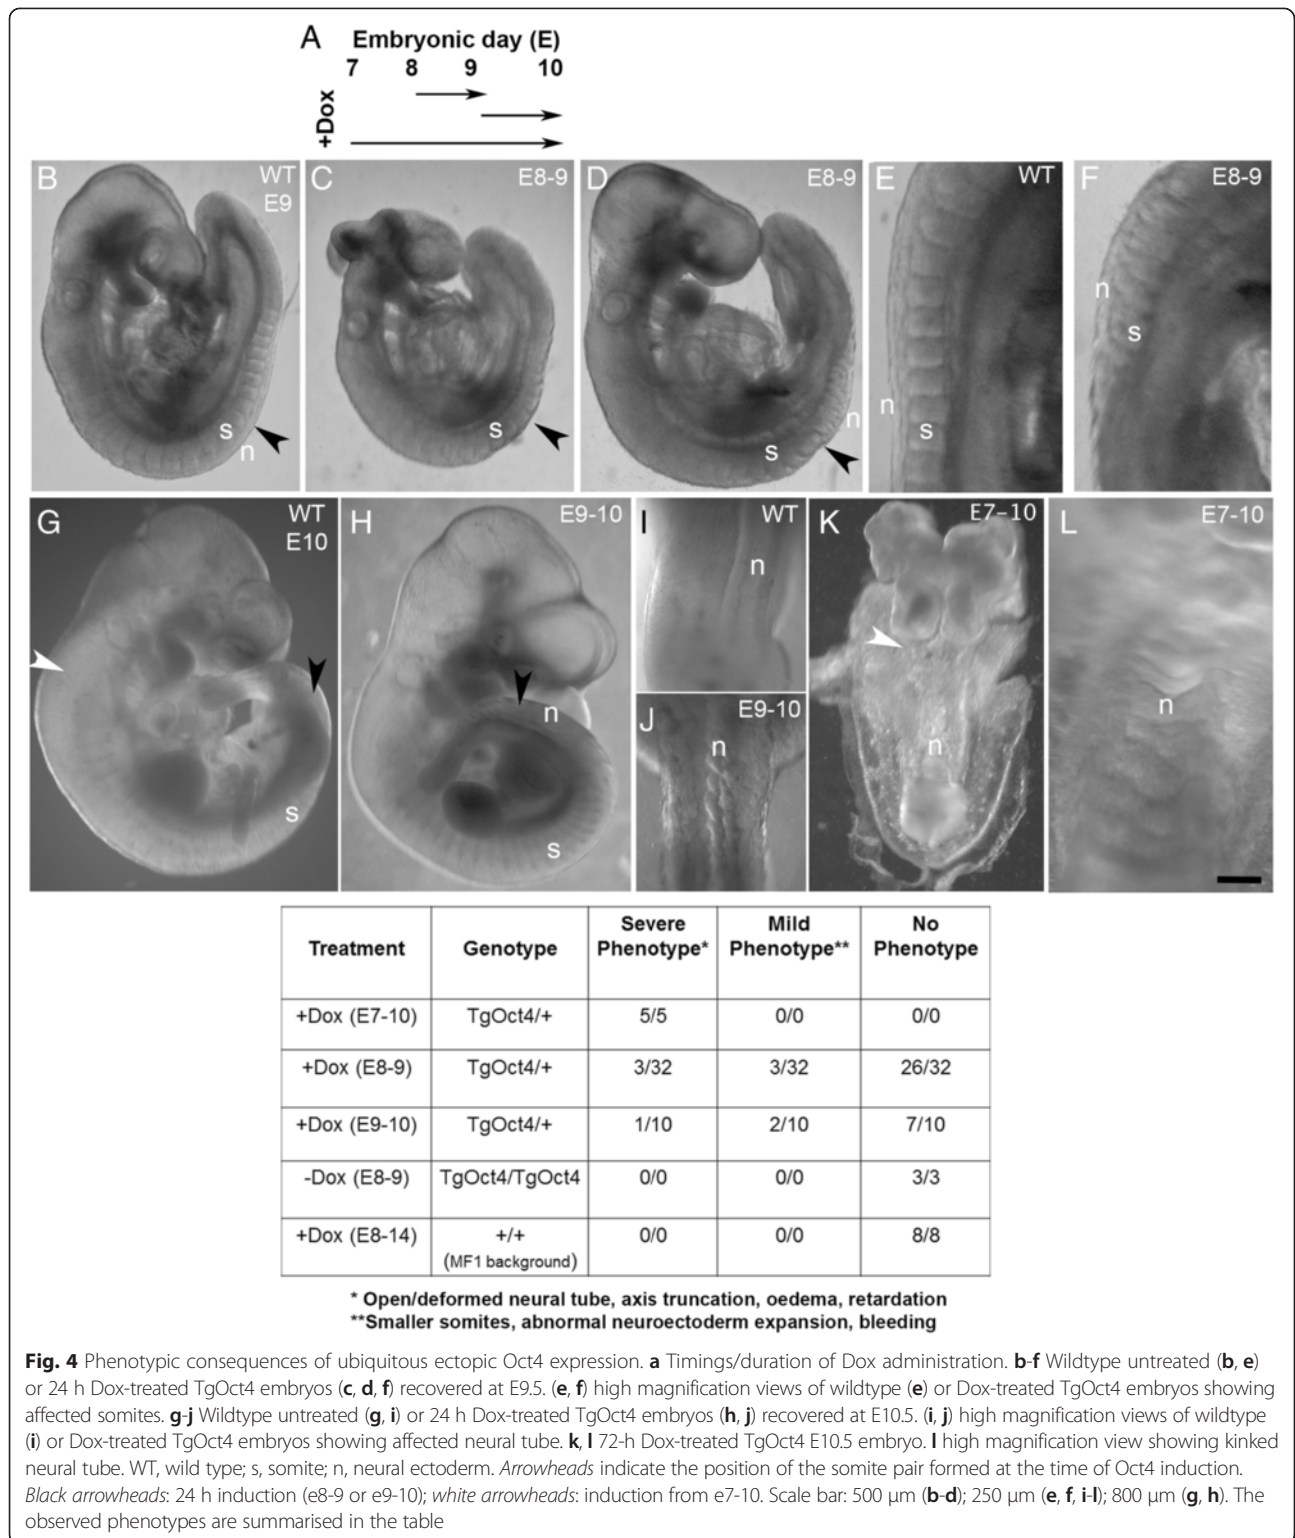 A Embryonic day (E)
7 8 9 10
+Dox
B WT
E9
s
n
C E8-9
s
D E8-9
n
s
E WT
n
s
F E8-9
n
s
G WT
E10
s
H E9-10
n
s
I WT
n
J E9-10
n
K E7-10
n
L E7-10
n
Treatment Genotype Severe Phenotype* Mild Phenotype** No Phenotype
+Dox (E7-10) TgOct4/+ 5/5 0/0 0/0
+Dox (E8-9) TgOct4/+ 3/32 3/32 26/32
+Dox (E9-10) TgOct4/+ 1/10 2/10 7/10
-Dox (E8-9) TgOct4/TgOct4 0/0 0/0 3/3
+Dox (E8-14) +/+ (MF1 background) 0/0 0/0 8/8
* Open/deformed neural tube, axis truncation, oedema, retardation
**Smaller somites, abnormal neuroectoderm expansion, bleeding
Fig. 4 Phenotypic consequences of ubiquitous ectopic Oct4 expression. a Timings/duration of Dox administration. b-f Wildtype untreated (b, e)
or 24 h Dox-treated TgOct4 embryos (c, d, f) recovered at E9.5. (e, f) high magnification views of wildtype (e) or Dox-treated TgOct4 embryos showing
affected somites. g-j Wildtype untreated (g, i) or 24 h Dox-treated TgOct4 embryos (h, j) recovered at E10.5. (i, j) high magnification views of wildtype
(i) or Dox-treated TgOct4 embryos showing affected neural tube. k, l 72-h Dox-treated TgOct4 E10.5 embryo. l high magnification view showing kinked
neural tube. WT, wild type; s, somite; n, neural ectoderm. Arrowheads indicate the position of the somite pair formed at the time of Oct4 induction.
Black arrowheads: 24 h induction (e8-9 or e9-10); white arrowheads: induction from e7-10. Scale bar: 500 μm (b-d); 250 μm (e, f, i-l); 800 μm (g, h). The
observed phenotypes are summarised in the table